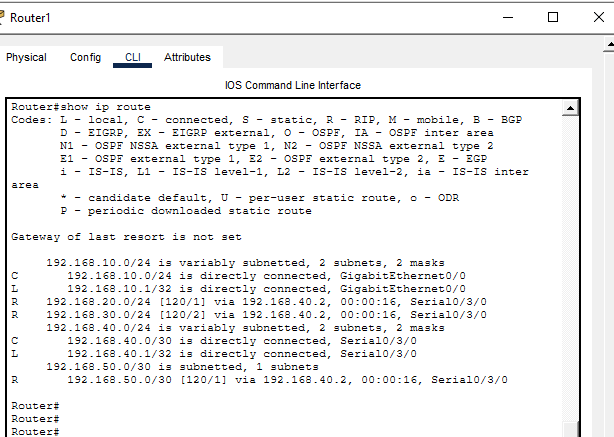 Router1
Physical Config CLI Attributes
IOS Command Line Interface
Router#show ip route
Codes: L - local, C - connected, S - static, R - RIP, M - mobile, B - BGP
D - EIGRP, EX - EIGRP external, O - OSPF, IA - OSPF inter area
N1 - OSPF NSSA external type 1, N2 - OSPF NSSA external type 2
E1 - OSPF external type 1, E2 - OSPF external type 2, E - EGP
i - IS-IS, L1 - IS-IS level-1, L2 - IS-IS level-2, ia - IS-IS inter
area
* - candidate default, U - per-user static route, o - ODR
P - periodic downloaded static route
Gateway of last resort is not set
192.168.10.0/24 is variably subnetted, 2 subnets, 2 masks
C 192.168.10.0/24 is directly connected, GigabitEthernet0/0
L 192.168.10.1/32 is directly connected, GigabitEthernet0/0
R 192.168.20.0/24 [120/1] via 192.168.40.2, 00:00:16, Serial0/3/0
R 192.168.30.0/24 [120/2] via 192.168.40.2, 00:00:16, Serial0/3/0
192.168.40.0/24 is variably subnetted, 2 subnets, 2 masks
C 192.168.40.0/30 is directly connected, Serial0/3/0
L 192.168.40.1/32 is directly connected, Serial0/3/0
192.168.50.0/30 is subnetted, 1 subnets
R 192.168.50.0/30 [120/1] via 192.168.40.2, 00:00:16, Serial0/3/0
Router#
Router#
Router#